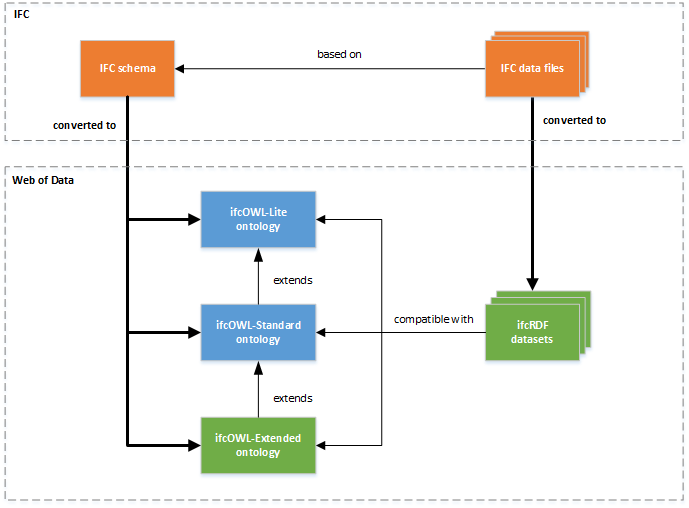 IFC
based on
IFC schema
IFC data files
converted to
converted to
Web of Data
ifcOWL-Lite
ontology
extends
compatible with
ifcOWL-Standard
ontology
ifcRDF
datasets
extends
ifcOWL-Extended
ontology